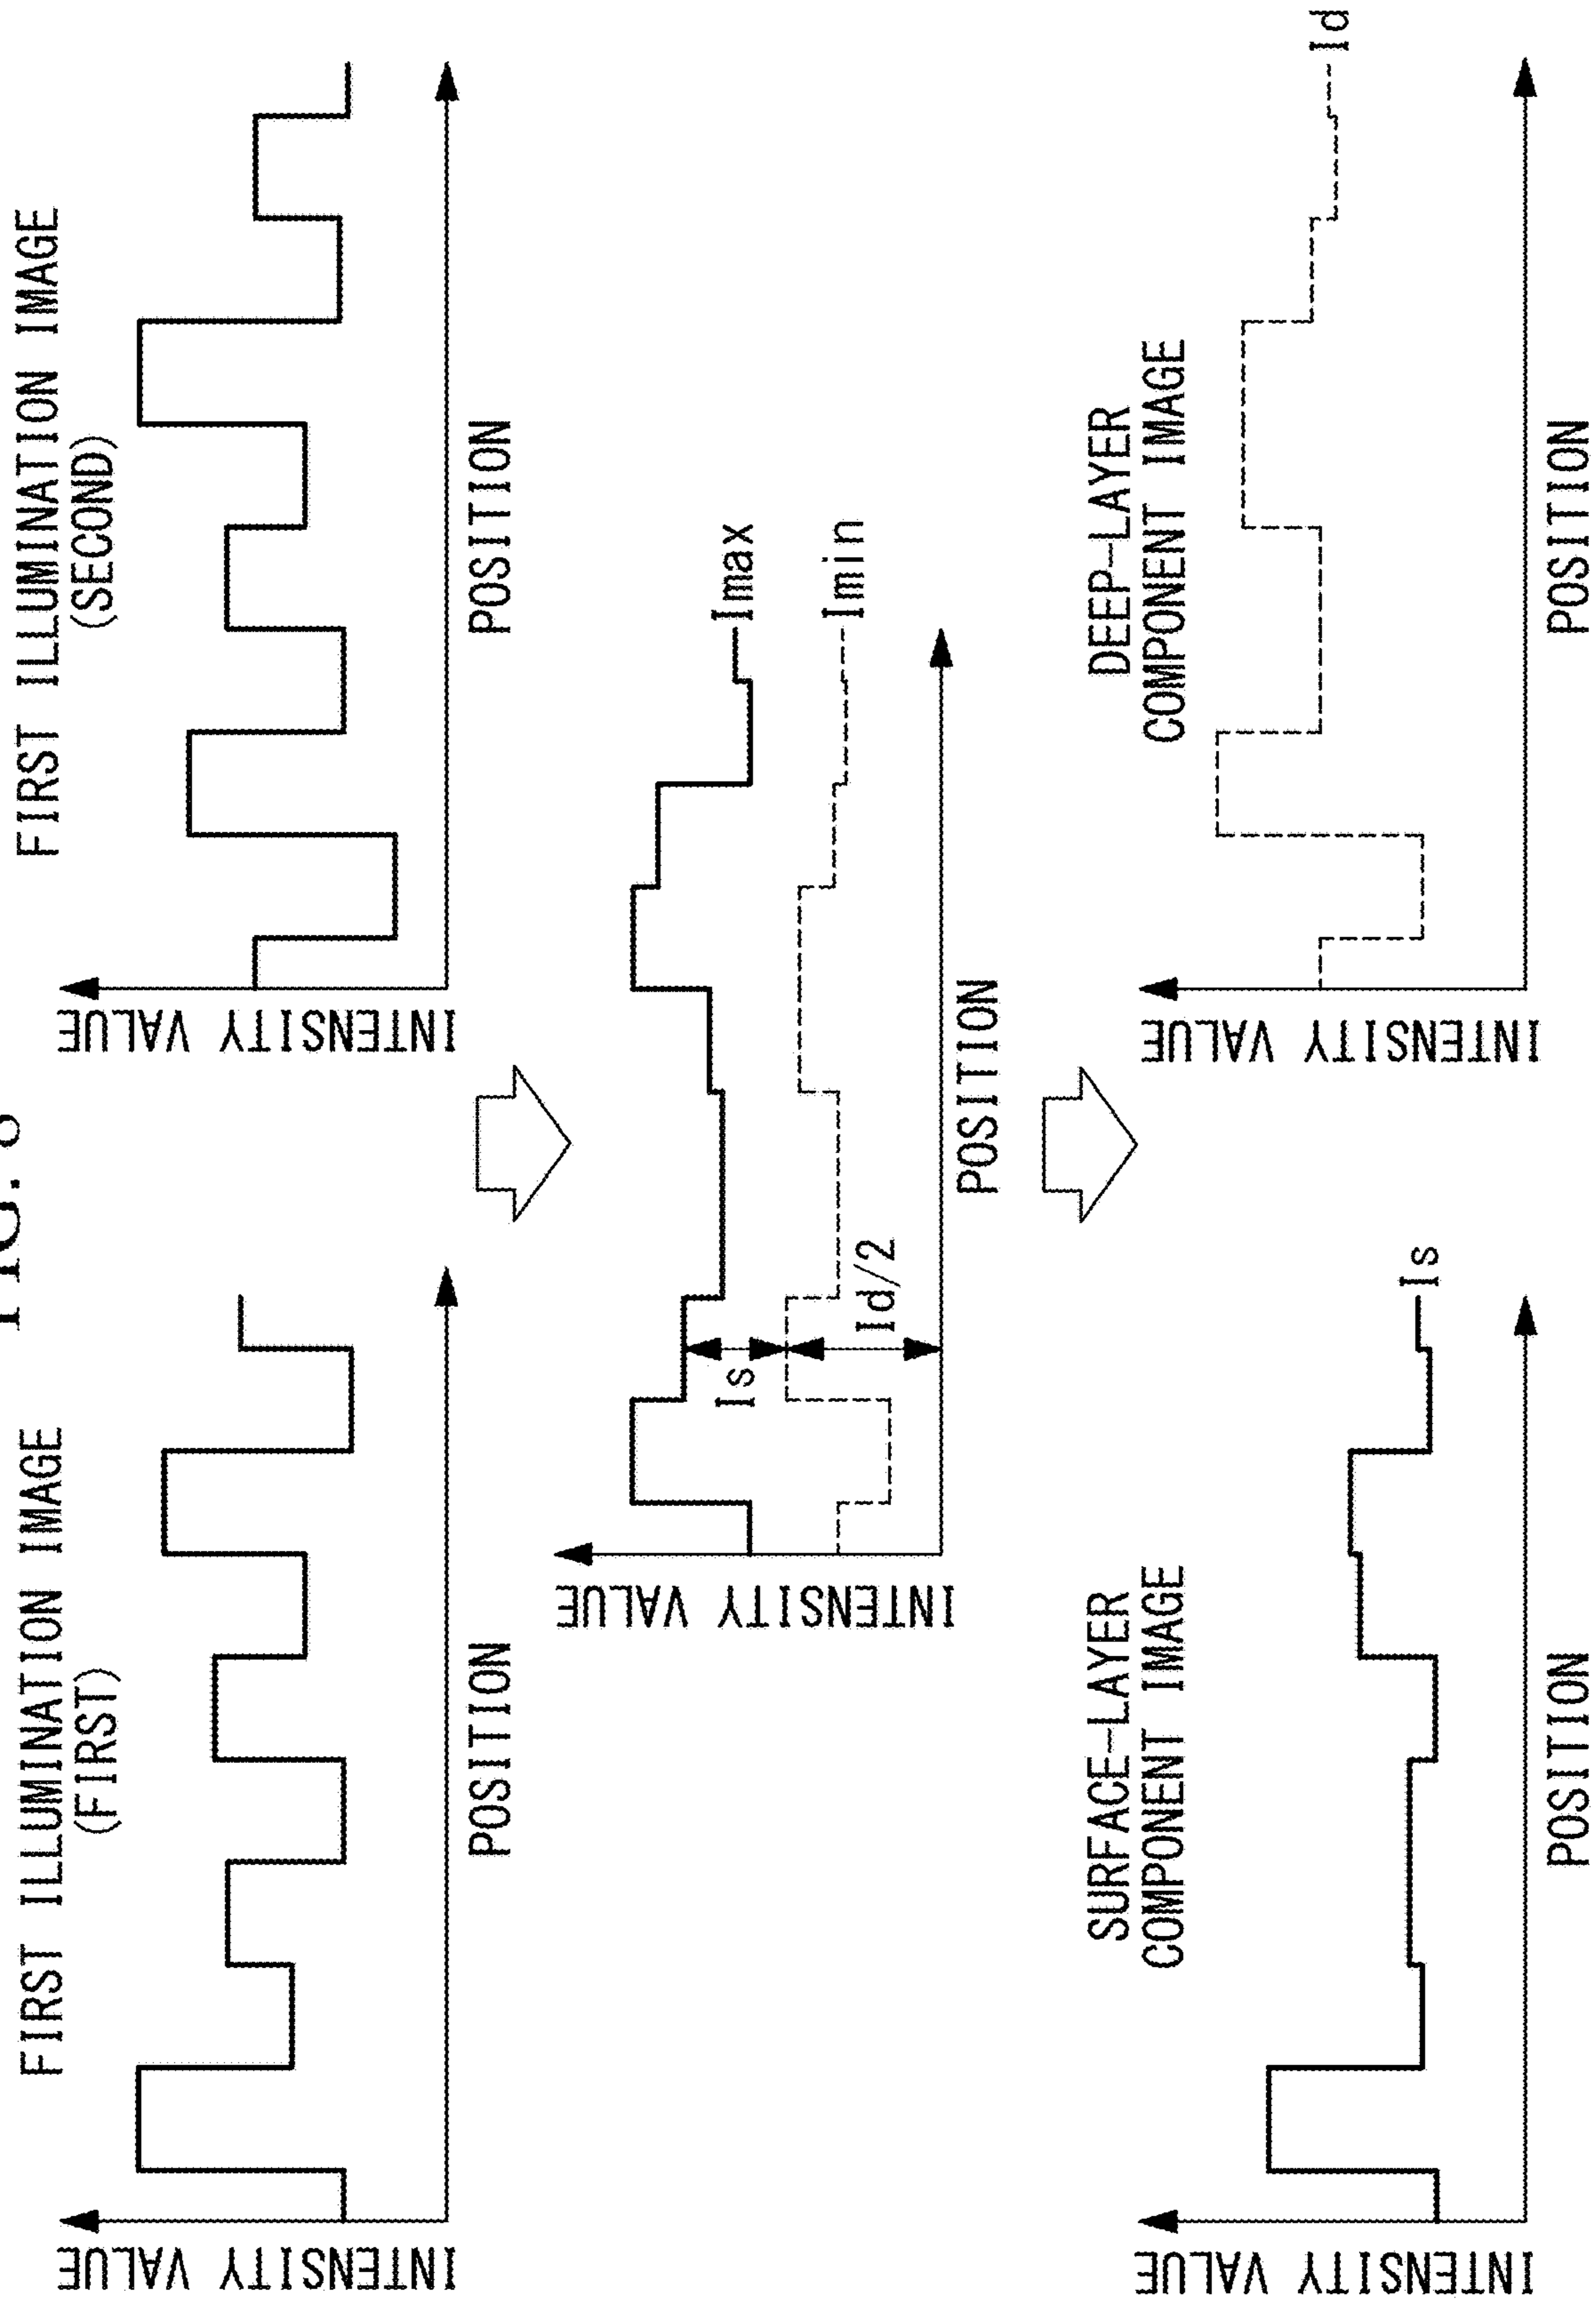 FIG. 8
FIRST ILLUMINATION IMAGE
(FIRST)
INTENSITY VALUE
POSITION
FIRST ILLUMINATION IMAGE
(SECOND)
INTENSITY VALUE
POSITION
INTENSITY VALUE
Is
Id/2
Imax
Imin
POSITION
SURFACE-LAYER
COMPONENT IMAGE
INTENSITY VALUE
Is
POSITION
DEEP-LAYER
COMPONENT IMAGE
INTENSITY VALUE
Id
POSITION